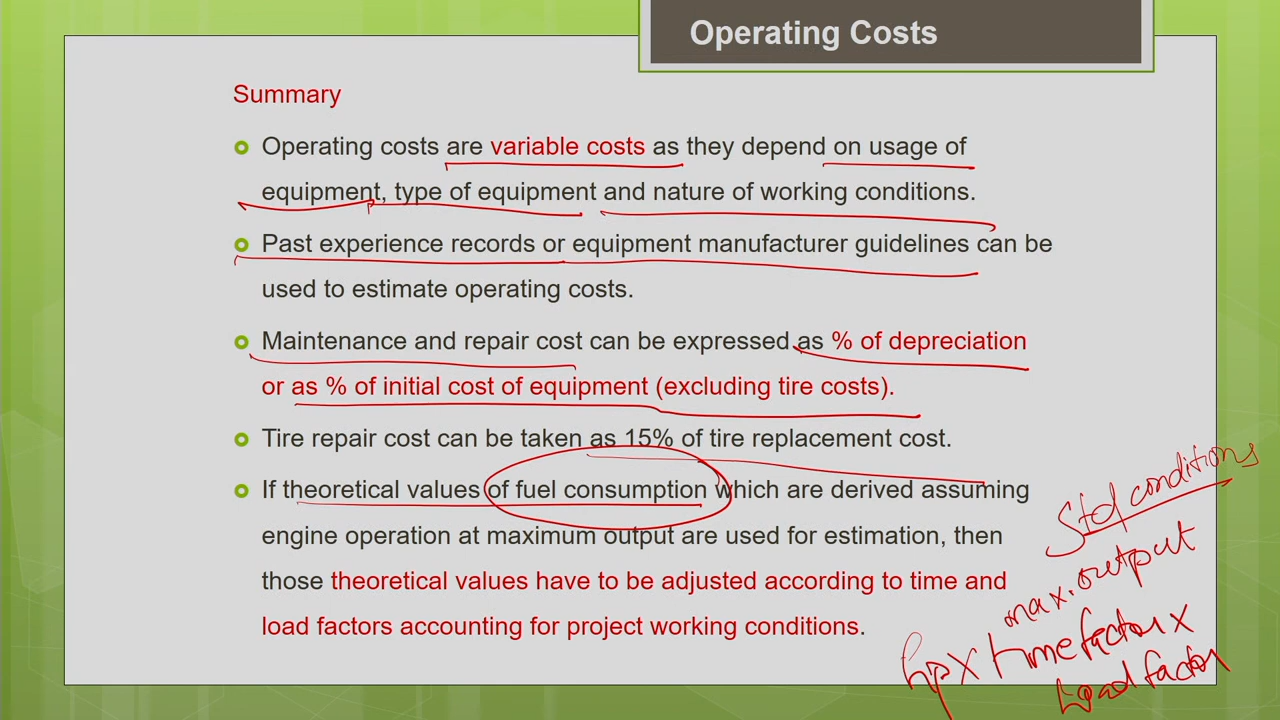 Operating Costs
Summary
Operating costs are variable costs as they depend on usage of
equipment, type of equipment and nature of working conditions.
Past experience records or equipment manufacturer guidelines can be
used to estimate operating costs.
Maintenance and repair cost can be expressed as % of depreciation
or as % of initial cost of equipment (excluding tire costs).
Tire repair cost can be taken as 15% of tire replacement cost.
If theoretical values of fuel consumption which are derived assuming
engine operation at maximum output are used for estimation, then
those theoretical values have to be adjusted according to time and
load factors accounting for project working conditions.
Std conditions
max. output
hp x time factor x
load factor